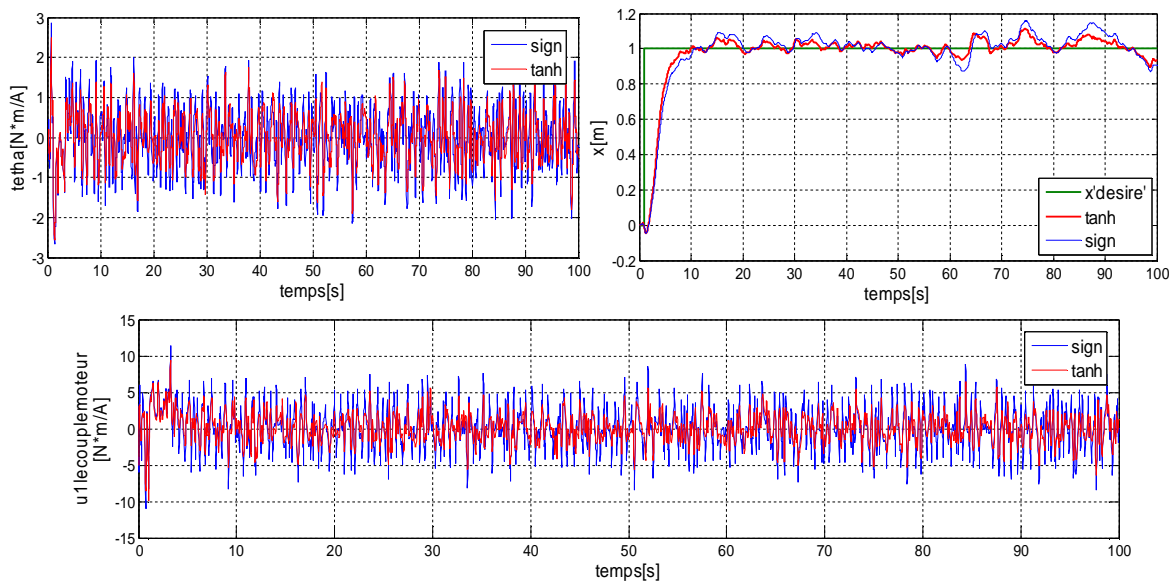 3
2
1
0
-1
-2
-3
tetha[N*m/A]
sign
tanh
0 10 20 30 40 50 60 70 80 90 100
temps[s]
1.2
1
0.8
0.6
0.4
0.2
0
-0.2
x[m]
x'desire'
tanh
sign
0 10 20 30 40 50 60 70 80 90 100
temps[s]
15
10
5
0
-5
-10
-15
u1lecouplemoteur
[N*m/A]
sign
tanh
0 10 20 30 40 50 60 70 80 90 100
temps[s]